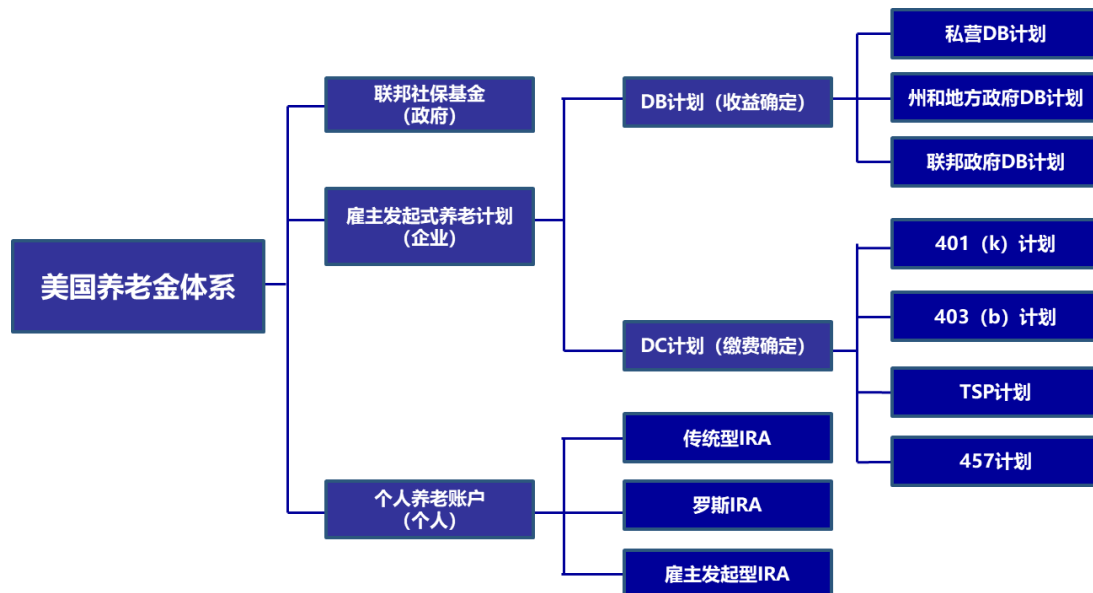 美国养老金体系
联邦社保基金
（政府）
雇主发起式养老计划
（企业）
个人养老账户
（个人）
DB计划（收益确定）
DC计划（缴费确定）
传统型IRA
罗斯IRA
雇主发起型IRA
私营DB计划
州和地方政府DB计划
联邦政府DB计划
401（k）计划
403（b）计划
TSP计划
457计划